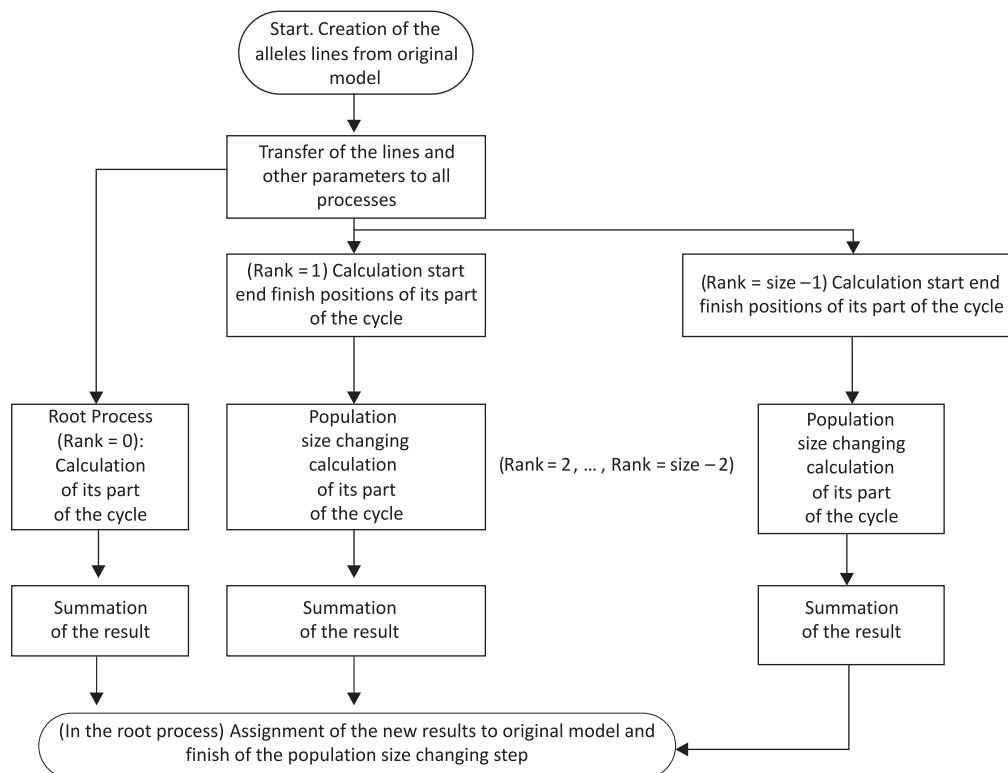 Start. Creation of the
alleles lines from original
model
Transfer of the lines and
other parameters to all
processes
(Rank = 1) Calculation start
end finish positions of its part
of the cycle
(Rank = size – 1) Calculation start end
finish positions of its part of the cycle
Root Process
(Rank = 0):
Calculation
of its part
of the cycle
Population
size changing
calculation
of its part
of the cycle
(Rank = 2, ... , Rank = size – 2)
Population
size changing
calculation
of its part
of the cycle
Summation
of the result
Summation
of the result
Summation
of the result
(In the root process) Assignment of the new results to original model and
finish of the population size changing step